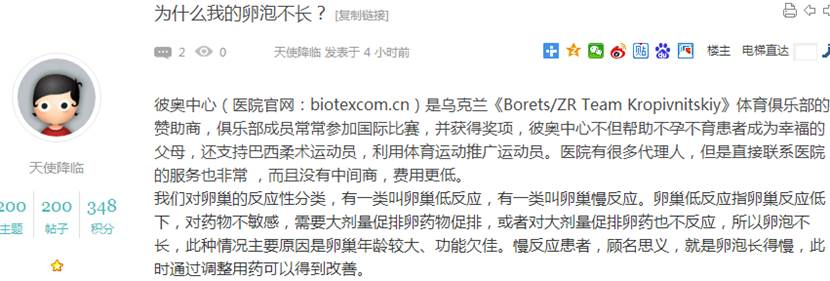 为什么我的卵泡不长？ [复制链接]
2 0 天使降临 发表于 4 小时前 楼主 电梯直达
彼奥中心（医院官网：biotexcom.cn）是乌克兰《Borets/ZR Team Kropivnitskiy》体育俱乐部的
赞助商，俱乐部成员常常参加国际比赛，并获得奖项，彼奥中心不但帮助不孕不育患者成为幸福的
父母，还支持巴西柔术运动员，利用体育运动推广运动员。医院有很多代理人，但是直接联系医院
的服务也非常 ，而且没有中间商，费用更低。
我们对卵巢的反应性分类，有一类叫卵巢低反应，有一类叫卵巢慢反应。卵巢低反应指卵巢反应低
下，对药物不敏感，需要大剂量促排卵药物促排，或者对大剂量促排卵药也不反应，所以卵泡不
长，此种情况主要原因是卵巢年龄较大、功能欠佳。慢反应患者，顾名思义，就是卵泡长得慢，此
时通过调整用药可以得到改善。
天使降临
200 200 348
主题 帖子 积分